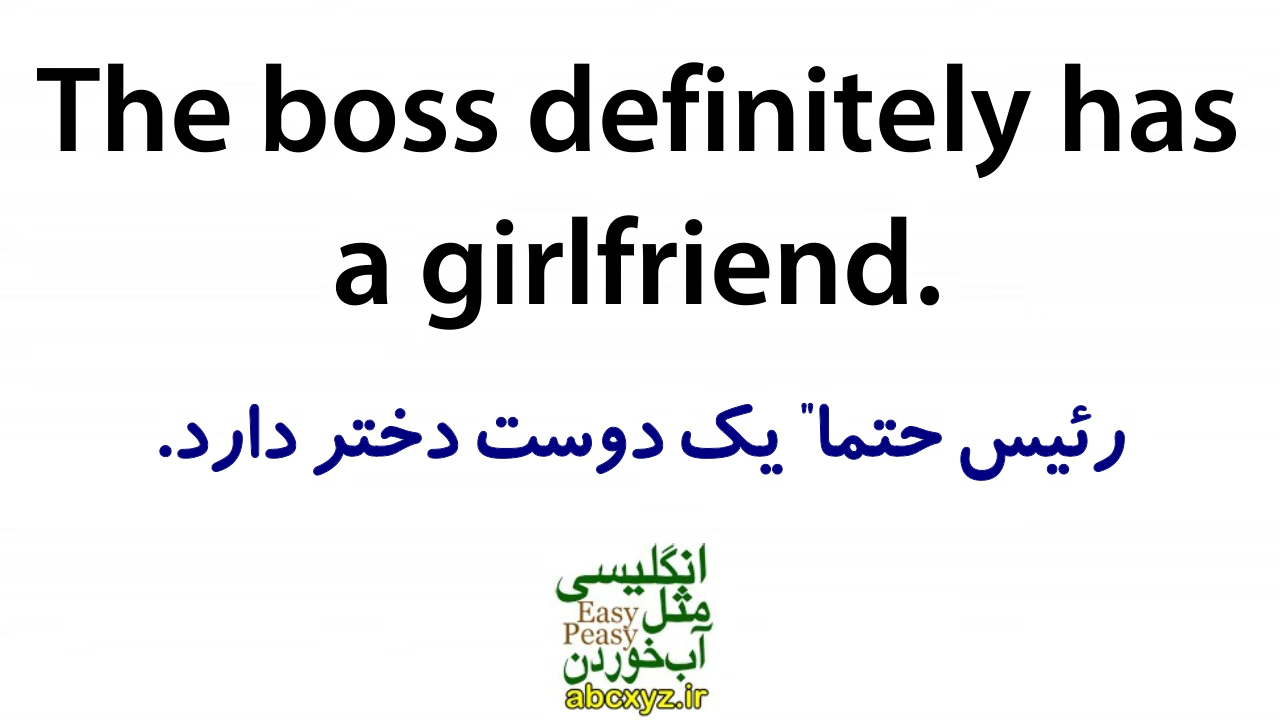 The boss definitely has
a girlfriend.
رئیس حتما" یک دوست دختر دارد.
انگلیسی
مثل
Easy
Peasy
آب‌خوردن
abcxyz.ir